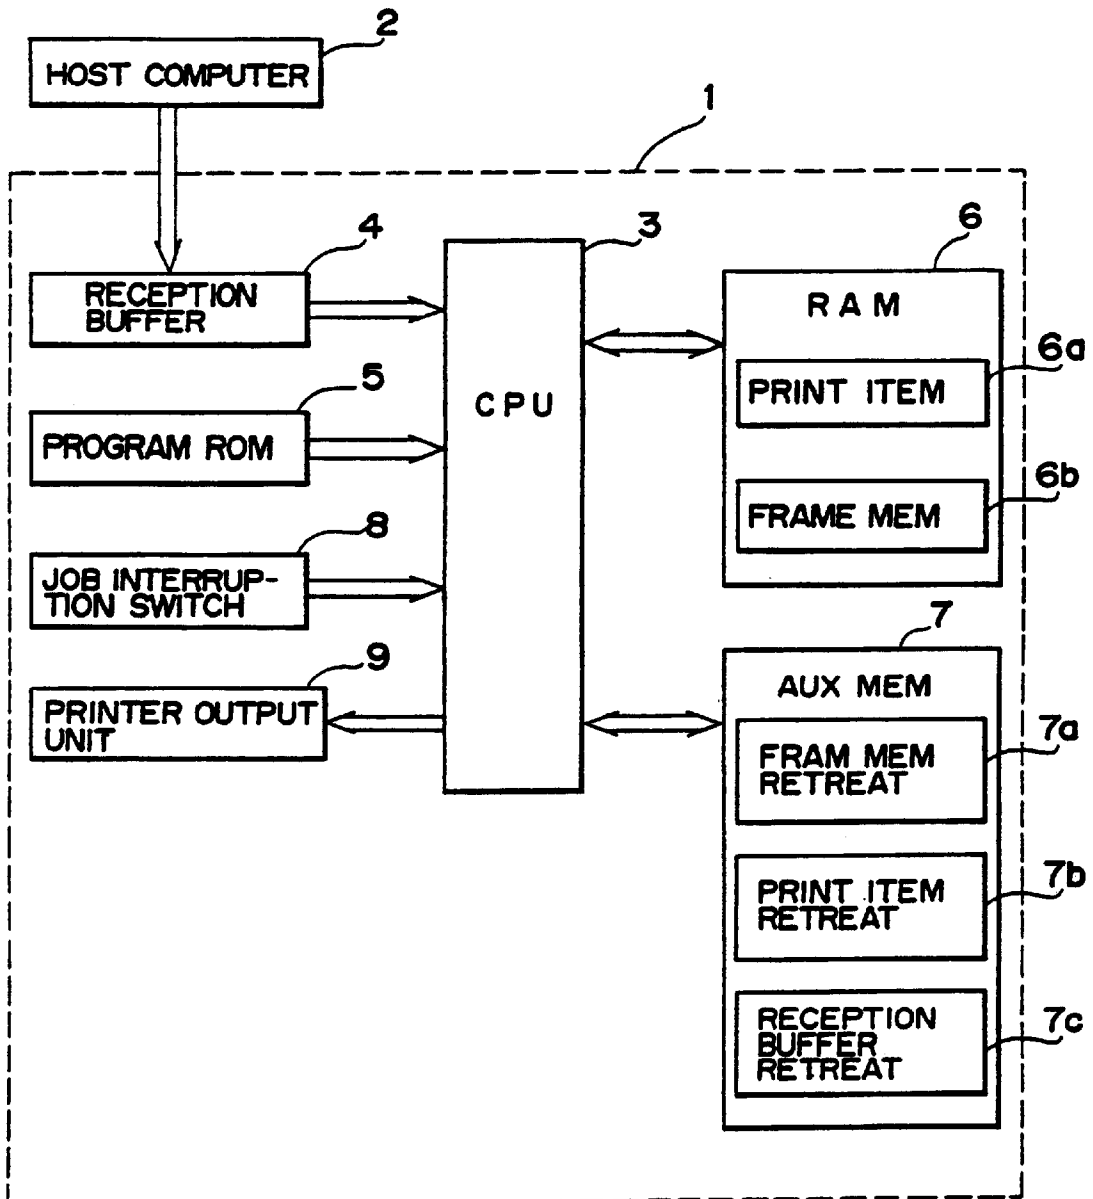 2
HOST COMPUTER
1
4
RECEPTION
BUFFER
3
CPU
6
RAM
6a
PRINT ITEM
6b
FRAME MEM
5
PROGRAM ROM
8
JOB INTERRUP-
TION SWITCH
9
PRINTER OUTPUT
UNIT
7
AUX MEM
7a
FRAM MEM
RETREAT
7b
PRINT ITEM
RETREAT
7c
RECEPTION
BUFFER
RETREAT